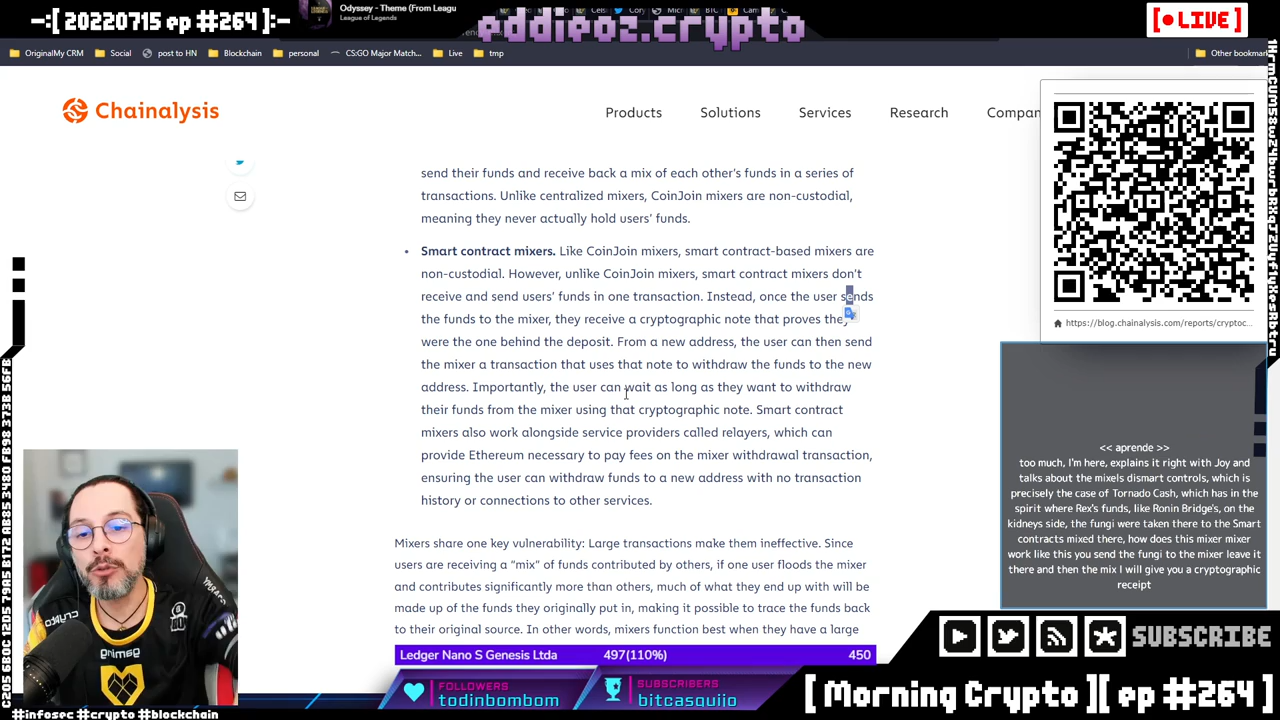 -:[ 20220715 ep #264 ]:-
Odyssey - Theme (From Leagu
League of Legends
eddieoz.crypto
[ LIVE ]
OriginalMy CRM
Social
post to HN
Blockchain
personal
CS:GO Major Match...
Live
tmp
Other bookmar
Chainalysis
Products
Solutions
Services
Research
Compan
send their funds and receive back a mix of each other's funds in a series of
transactions. Unlike centralized mixers, CoinJoin mixers are non-custodial,
meaning they never actually hold users' funds.
• Smart contract mixers. Like CoinJoin mixers, smart contract-based mixers are
non-custodial. However, unlike CoinJoin mixers, smart contract mixers don't
receive and send users' funds in one transaction. Instead, once the user sends
the funds to the mixer, they receive a cryptographic note that proves they
were the one behind the deposit. From a new address, the user can then send
the mixer a transaction that uses that note to withdraw the funds to the new
address. Importantly, the user can wait as long as they want to withdraw
their funds from the mixer using that cryptographic note. Smart contract
mixers also work alongside service providers called relayers, which can
provide Ethereum necessary to pay fees on the mixer withdrawal transaction,
ensuring the user can withdraw funds to a new address with no transaction
history or connections to other services.
Mixers share one key vulnerability: Large transactions make them ineffective. Since
users are receiving a "mix" of funds contributed by others, if one user floods the mixer
and contributes significantly more than others, much of what they end up with will be
made up of the funds they originally put in, making it possible to trace the funds back
to their original source. In other words, mixers function best when they have a large
https://blog.chainalysis.com/reports/cryptoc...
<< aprende >>
too much, I'm here, explains it right with Joy and
talks about the mixels dismart controls, which is
precisely the case of Tornado Cash, which has in the
spirit where Rex's funds, like Ronin Bridge's, on the
kidneys side, the fungi were taken there to the Smart
contracts mixed there, how does this mixer mixer
work like this you send the fungi to the mixer leave it
there and then the mix I will give you a cryptographic
receipt
Ledger Nano S Genesis Ltda
497(110%)
450
FOLLOWERS
todinbombom
SUBSCRIBERS
bitcasquijo
SUBSCRIBE
[ Morning Crypto ][ ep #264 ]
#infosec #crypto #blockchain